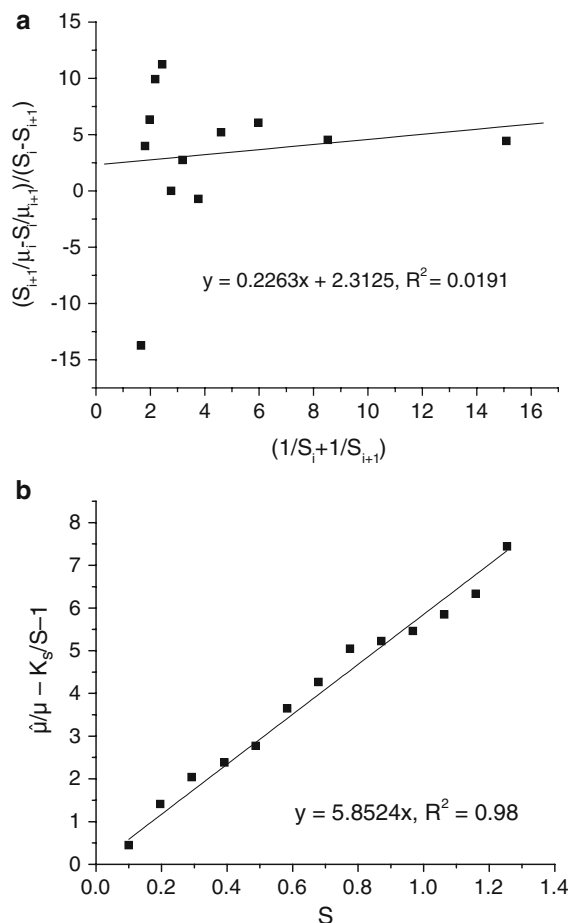 a
(S_{i+1}/μ_i-S_i/μ_{i+1})/(S_i-S_{i+1})
15
10
5
0
-5
-10
-15
y = 0.2263x + 2.3125, R² = 0.0191
0 2 4 6 8 10 12 14 16
(1/S_i+1/S_{i+1})
b
μ̂/μ – K_s/S–1
8
7
6
5
4
3
2
1
0
y = 5.8524x, R² = 0.98
0.0 0.2 0.4 0.6 0.8 1.0 1.2 1.4
S